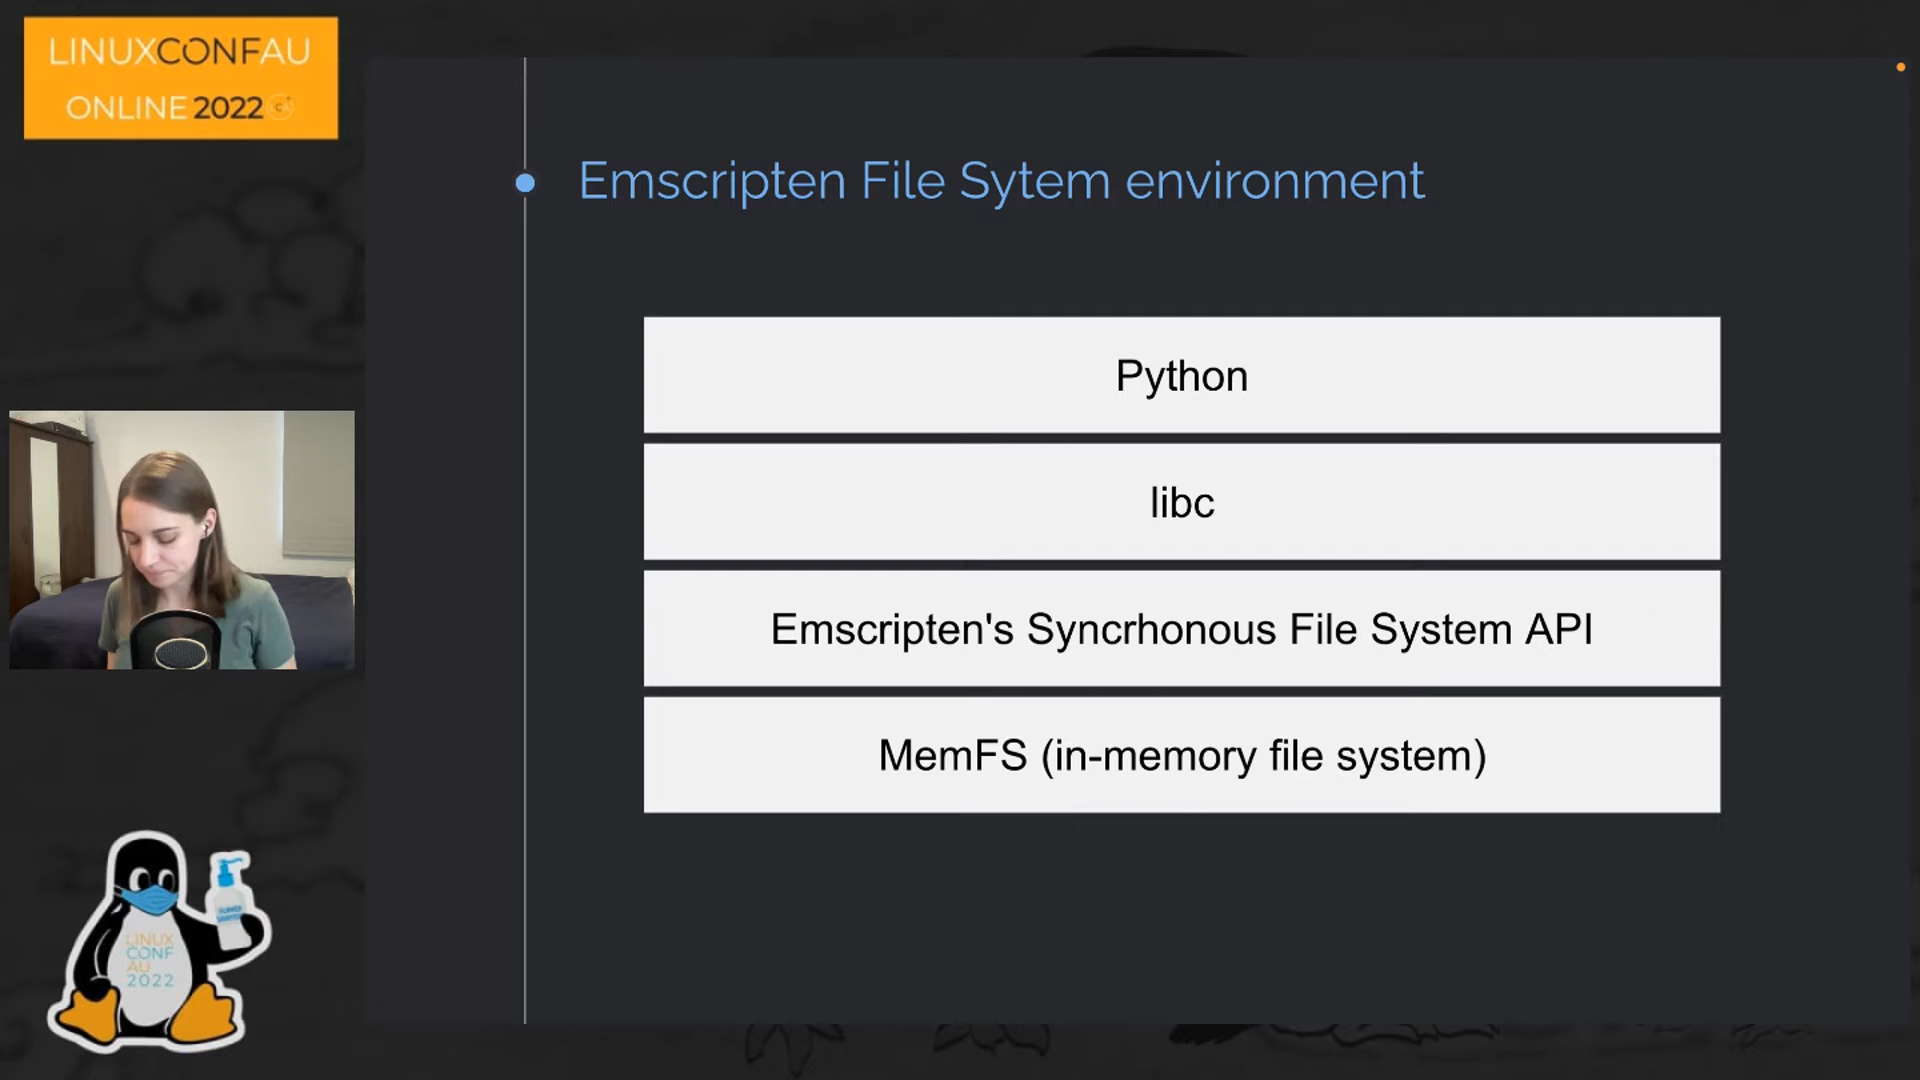 LINUXCONFAU
ONLINE 2022
Emscripten File Sytem environment
Python
libc
Emscripten's Syncrhonous File System API
MemFS (in-memory file system)
LINUX
CONF
AU
2022